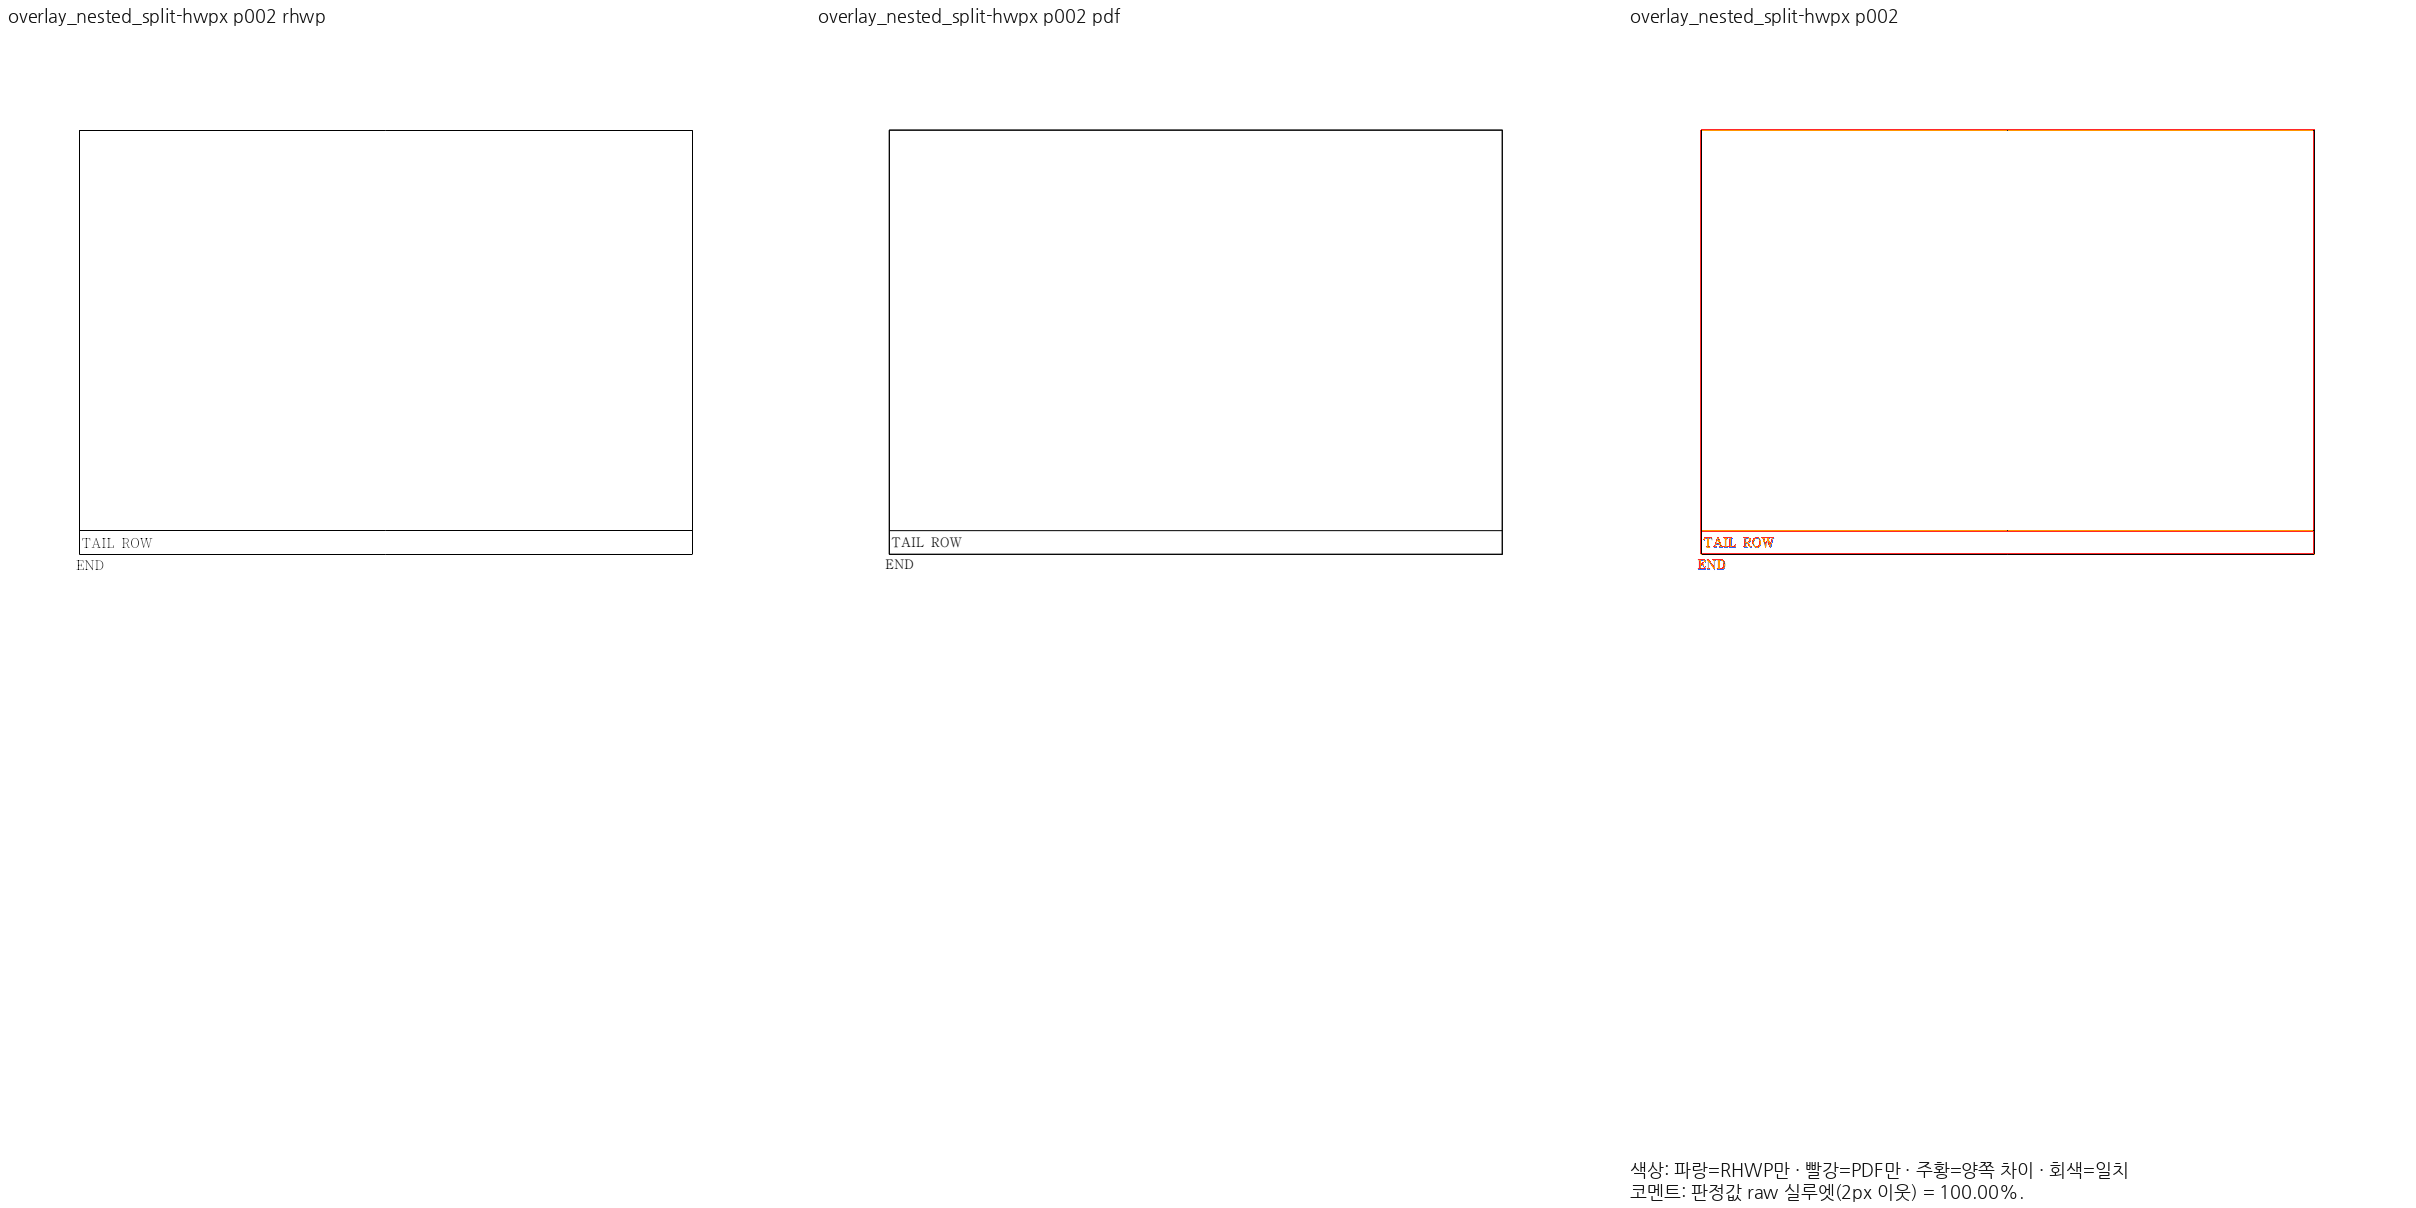 overlay_nested_split-hwpx p002 rhwp
TAIL ROW
END
overlay_nested_split-hwpx p002 pdf
TAIL ROW
END
overlay_nested_split-hwpx p002
TAIL ROW
END
색상: 파랑=RHWP만 · 빨강=PDF만 · 주황=양쪽 차이 · 회색=일치
코멘트: 판정값 raw 실루엣(2px 이웃) = 100.00%.